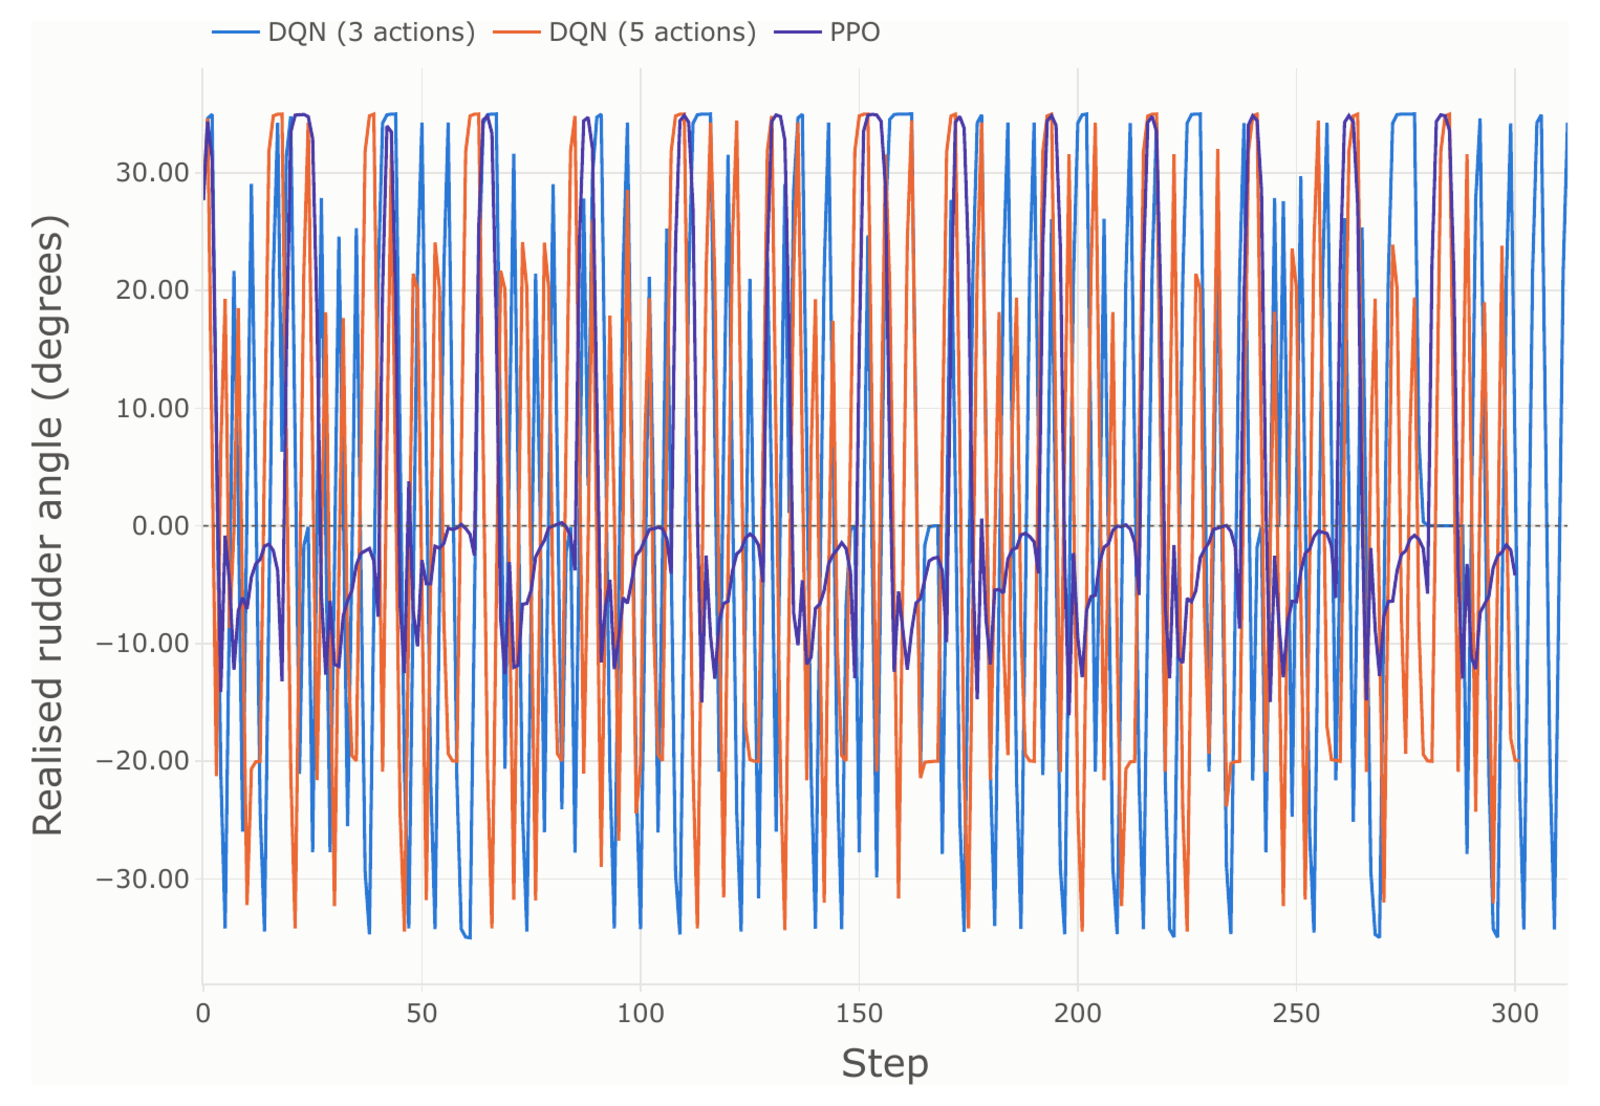 DQN (3 actions) DQN (5 actions) PPO
Realised rudder angle (degrees)
30.00
20.00
10.00
0.00
−10.00
−20.00
−30.00
0 50 100 150 200 250 300
Step